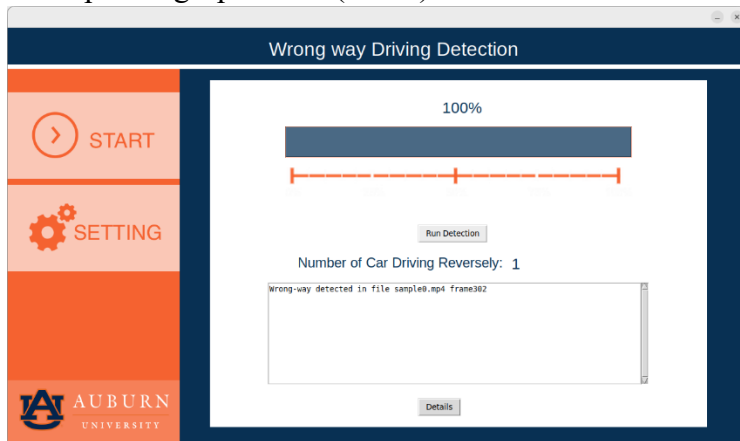 Wrong way Driving Detection
START
SETTING
100%
Run Detection
Number of Car Driving Reversely: 1
Wrong-way detected in file sample0.mp4 frame302
Details
AUBURN
UNIVERSITY